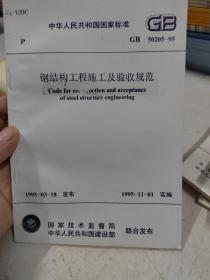 UDC
中华人民共和国国家标准 GB
P GB 50205-95
钢结构工程施工及验收规范
Code for construction and acceptance
of steel structure engineering
1995-03-18 发布 1995-11-01 实施
国家技术监督局
中华人民共和国建设部 联合发布